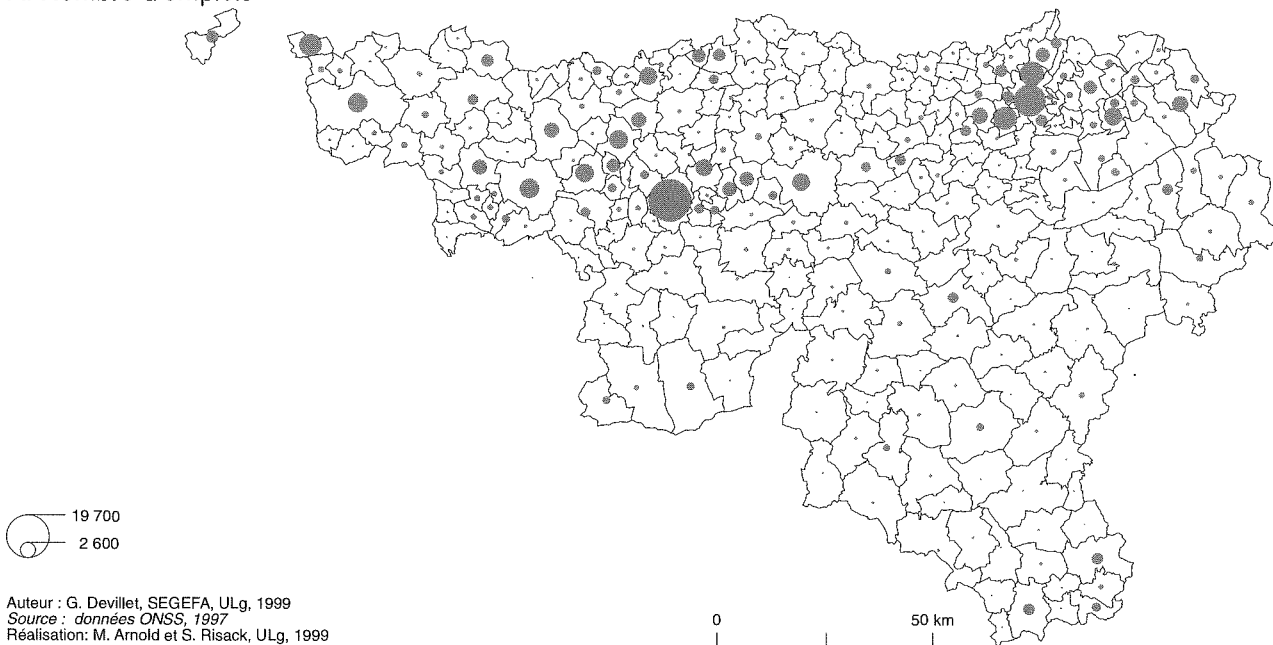 19 700
2 600
Auteur : G. Devillet, SEGEFA, ULg, 1999
Source : données ONSS, 1997
Réalisation: M. Arnold et S. Risack, ULg, 1999
0
50 km